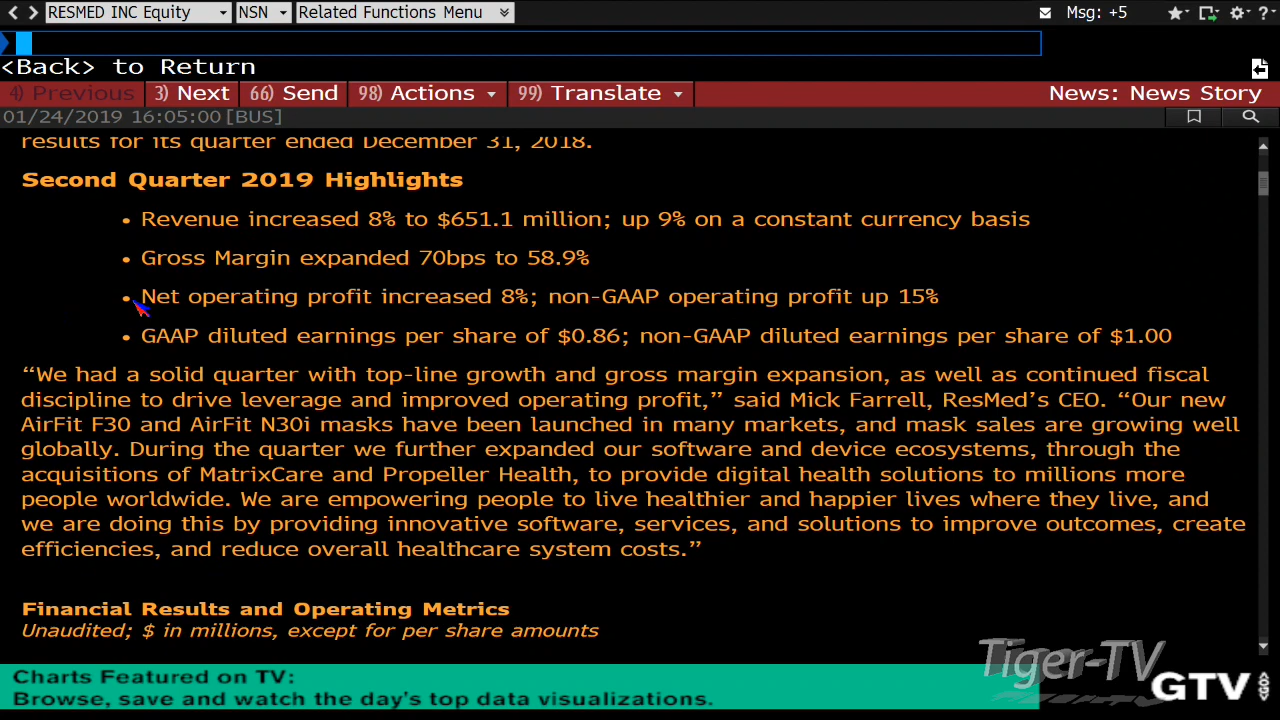 RESMED INC Equity NSN Related Functions Menu Msg: +5
<Back> to Return
4) Previous 3) Next 66) Send 98) Actions 99) Translate News: News Story
01/24/2019 16:05:00 [BUS]
results for its quarter ended December 31, 2018.
Second Quarter 2019 Highlights
• Revenue increased 8% to $651.1 million; up 9% on a constant currency basis
• Gross Margin expanded 70bps to 58.9%
• Net operating profit increased 8%; non-GAAP operating profit up 15%
• GAAP diluted earnings per share of $0.86; non-GAAP diluted earnings per share of $1.00
“We had a solid quarter with top-line growth and gross margin expansion, as well as continued fiscal
discipline to drive leverage and improved operating profit,” said Mick Farrell, ResMed’s CEO. “Our new
AirFit F30 and AirFit N30i masks have been launched in many markets, and mask sales are growing well
globally. During the quarter we further expanded our software and device ecosystems, through the
acquisitions of MatrixCare and Propeller Health, to provide digital health solutions to millions more
people worldwide. We are empowering people to live healthier and happier lives where they live, and
we are doing this by providing innovative software, services, and solutions to improve outcomes, create
efficiencies, and reduce overall healthcare system costs.”
Financial Results and Operating Metrics
Unaudited; $ in millions, except for per share amounts
Charts Featured on TV:
Browse, save and watch the day's top data visualizations.
Tiger-TV
GTV